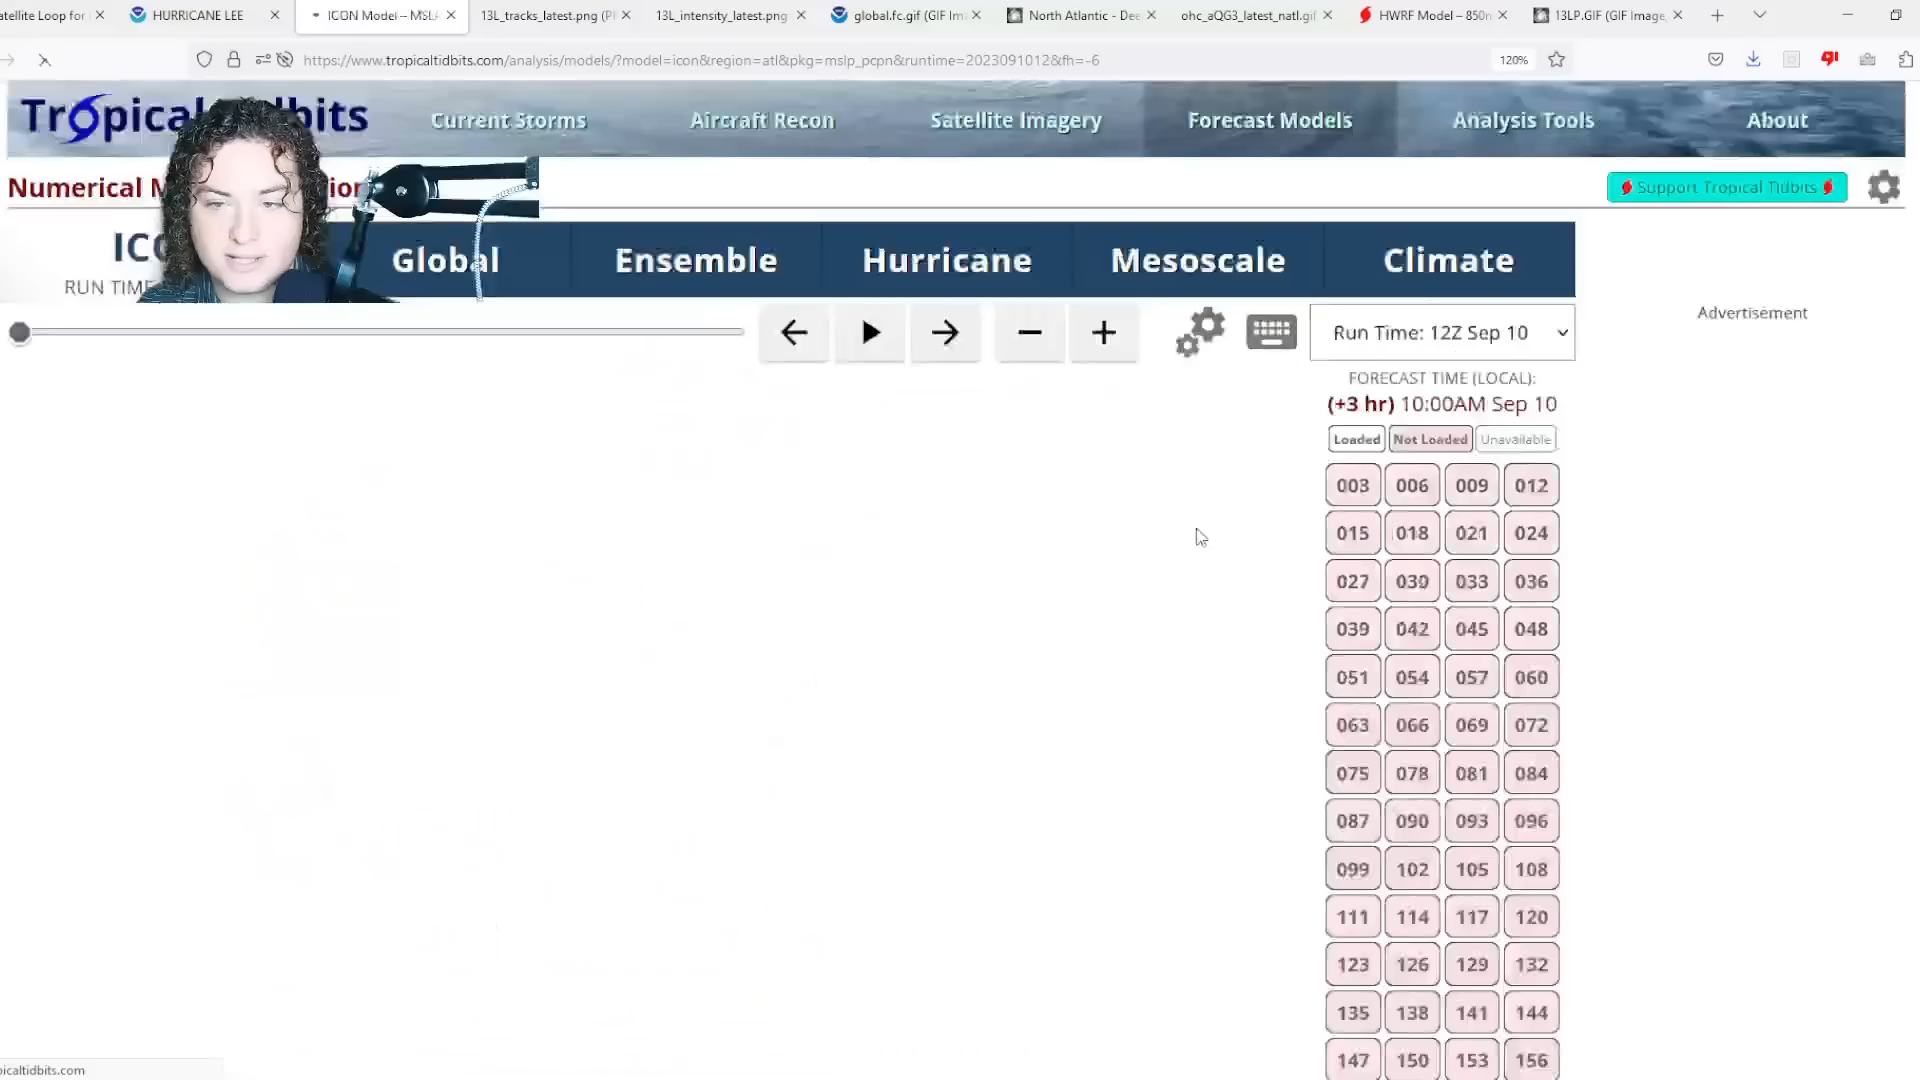 atellite Loop for
HURRICANE LEE
ICON Model – MSL
13L_tracks_latest.png (P
13L_intensity_latest.png
global.fc.gif (GIF Im
North Atlantic - De
ohc_aQG3_latest_natl.gif
HWRF Model – 850
13LP.GIF (GIF Image,
https://www.tropicaltidbits.com/analysis/models/?model=icon&region=atl&pkg=mslp_pcpn&runtime=2023091012&fh=-6
120%
Tropical bits
Current Storms
Aircraft Recon
Satellite Imagery
Forecast Models
Analysis Tools
About
Numerical M ion
Support Tropical Tidbits
ICO
RUN TIME
Global
Ensemble
Hurricane
Mesoscale
Climate
Run Time: 12Z Sep 10
Advertisement
FORECAST TIME (LOCAL):
(+3 hr) 10:00AM Sep 10
Loaded Not Loaded Unavailable
003 006 009 012
015 018 021 024
027 030 033 036
039 042 045 048
051 054 057 060
063 066 069 072
075 078 081 084
087 090 093 096
099 102 105 108
111 114 117 120
123 126 129 132
135 138 141 144
147 150 153 156
picaltidbits.com